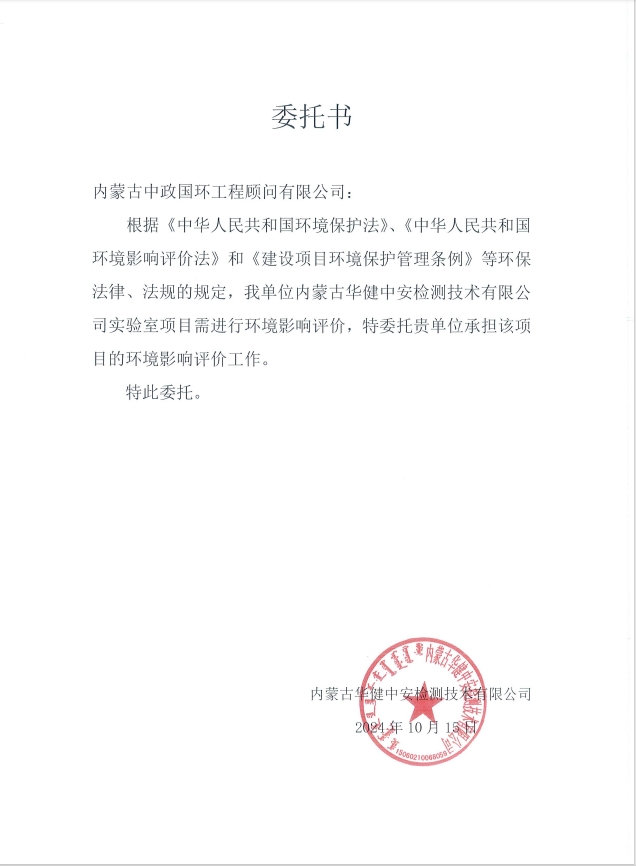 委托书
内蒙古中政国环工程顾问有限公司：
根据《中华人民共和国环境保护法》、《中华人民共和国
环境影响评价法》和《建设项目环境保护管理条例》等环保
法律、法规的规定，我单位内蒙古华健中安检测技术有限公
司实验室项目需进行环境影响评价，特委托贵单位承担该项
目的环境影响评价工作。
特此委托。
内蒙古华健中安检测技术有限公司
内蒙古华健中安检测技术有限公司
2024 年 10 月 15 日
15060210068059